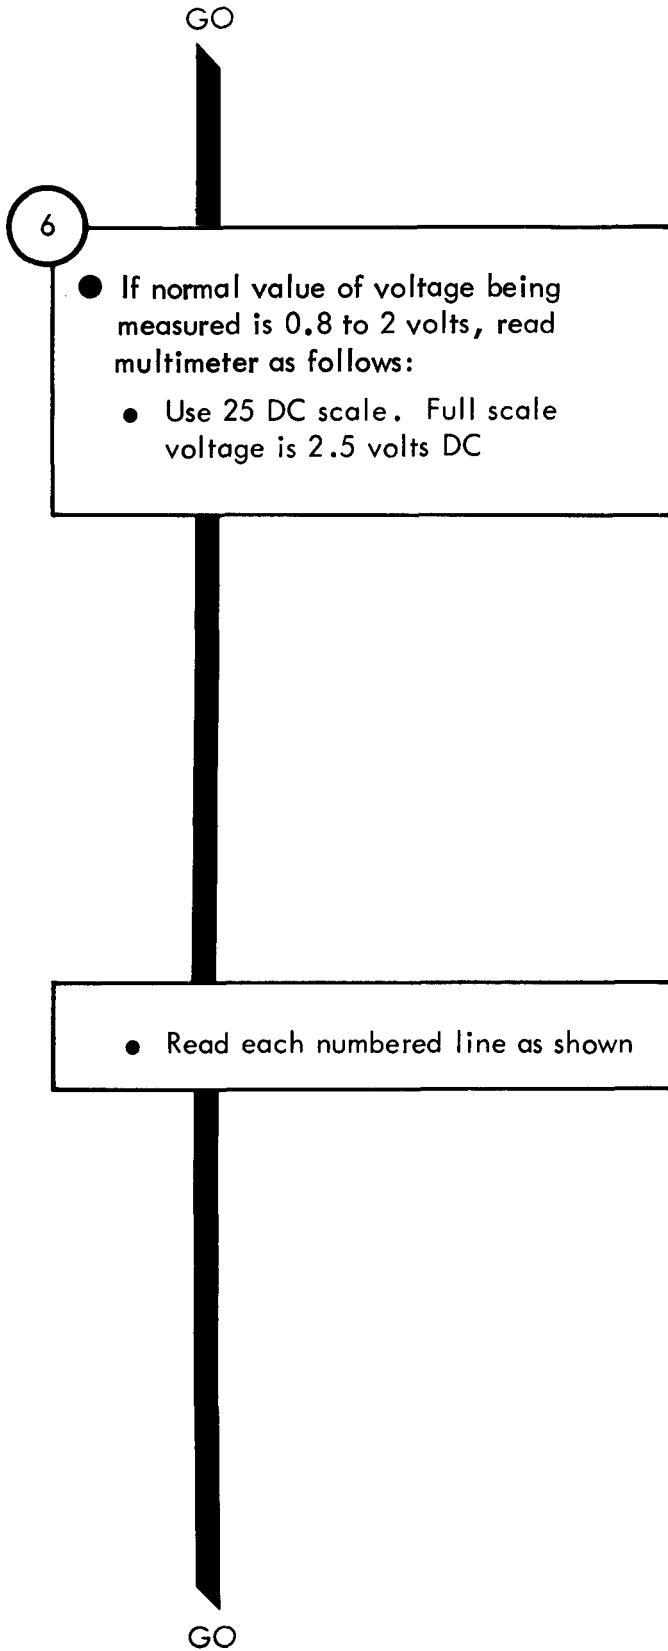 GO
6
● If normal value of voltage being
measured is 0.8 to 2 volts, read
multimeter as follows:
● Use 25 DC scale. Full scale
voltage is 2.5 volts DC
● Read each numbered line as shown
GO